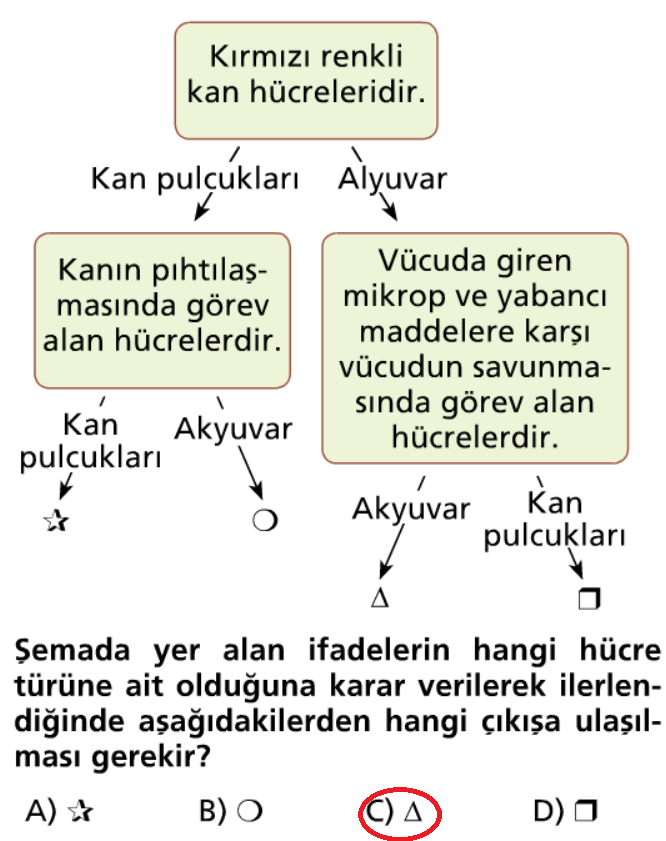 Kırmızı renkli
kan hücreleridir.
Kan pulcukları Alyuvar
Kanın pıhtılaş-
masında görev
alan hücrelerdir.
Vücuda giren
mikrop ve yabancı
maddelere karşı
vücudun savunma-
sında görev alan
hücrelerdir.
Kan
pulcukları
Akyuvar
Akyuvar
Kan
pulcukları
☆ ❍
∆ ❒
Şemada yer alan ifadelerin hangi hücre
türüne ait olduğuna karar verilerek ilerlen-
diğinde aşağıdakilerden hangi çıkışa ulaşıl-
ması gerekir?
A) ☆ B) ❍ C) ∆ D) ❒